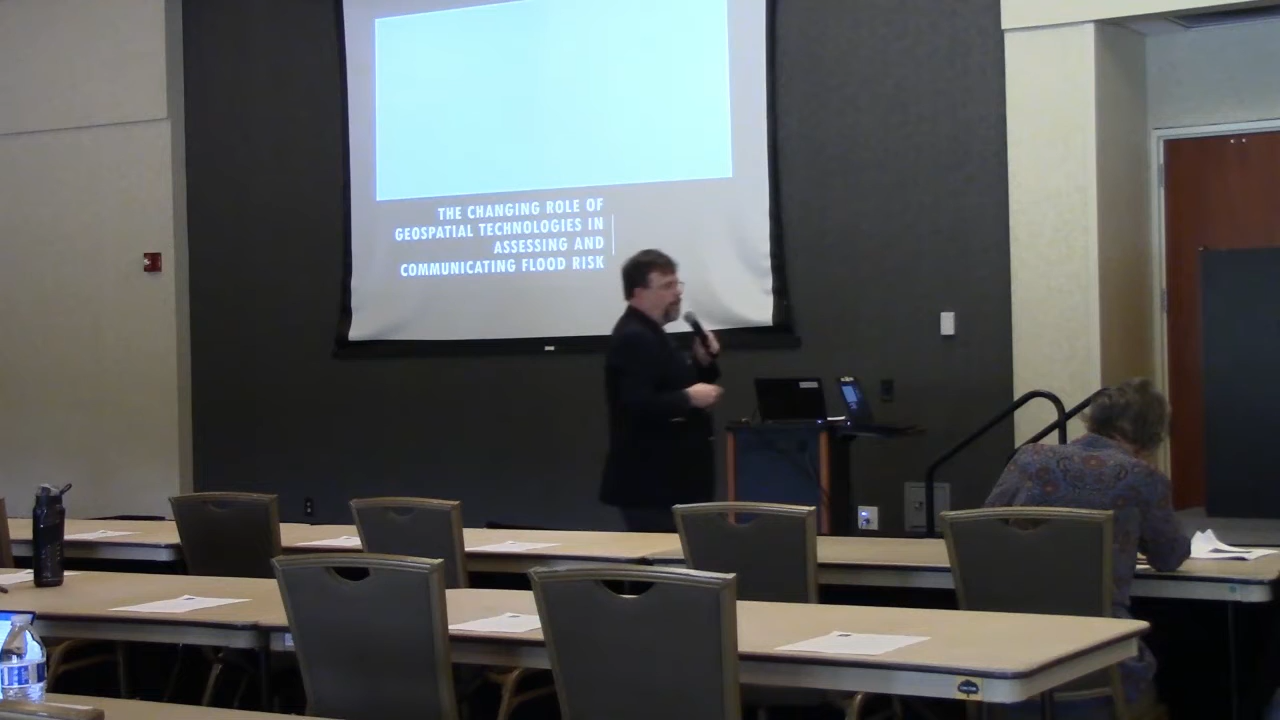 THE CHANGING ROLE OF
GEOSPATIAL TECHNOLOGIES IN
ASSESSING AND
COMMUNICATING FLOOD RISK